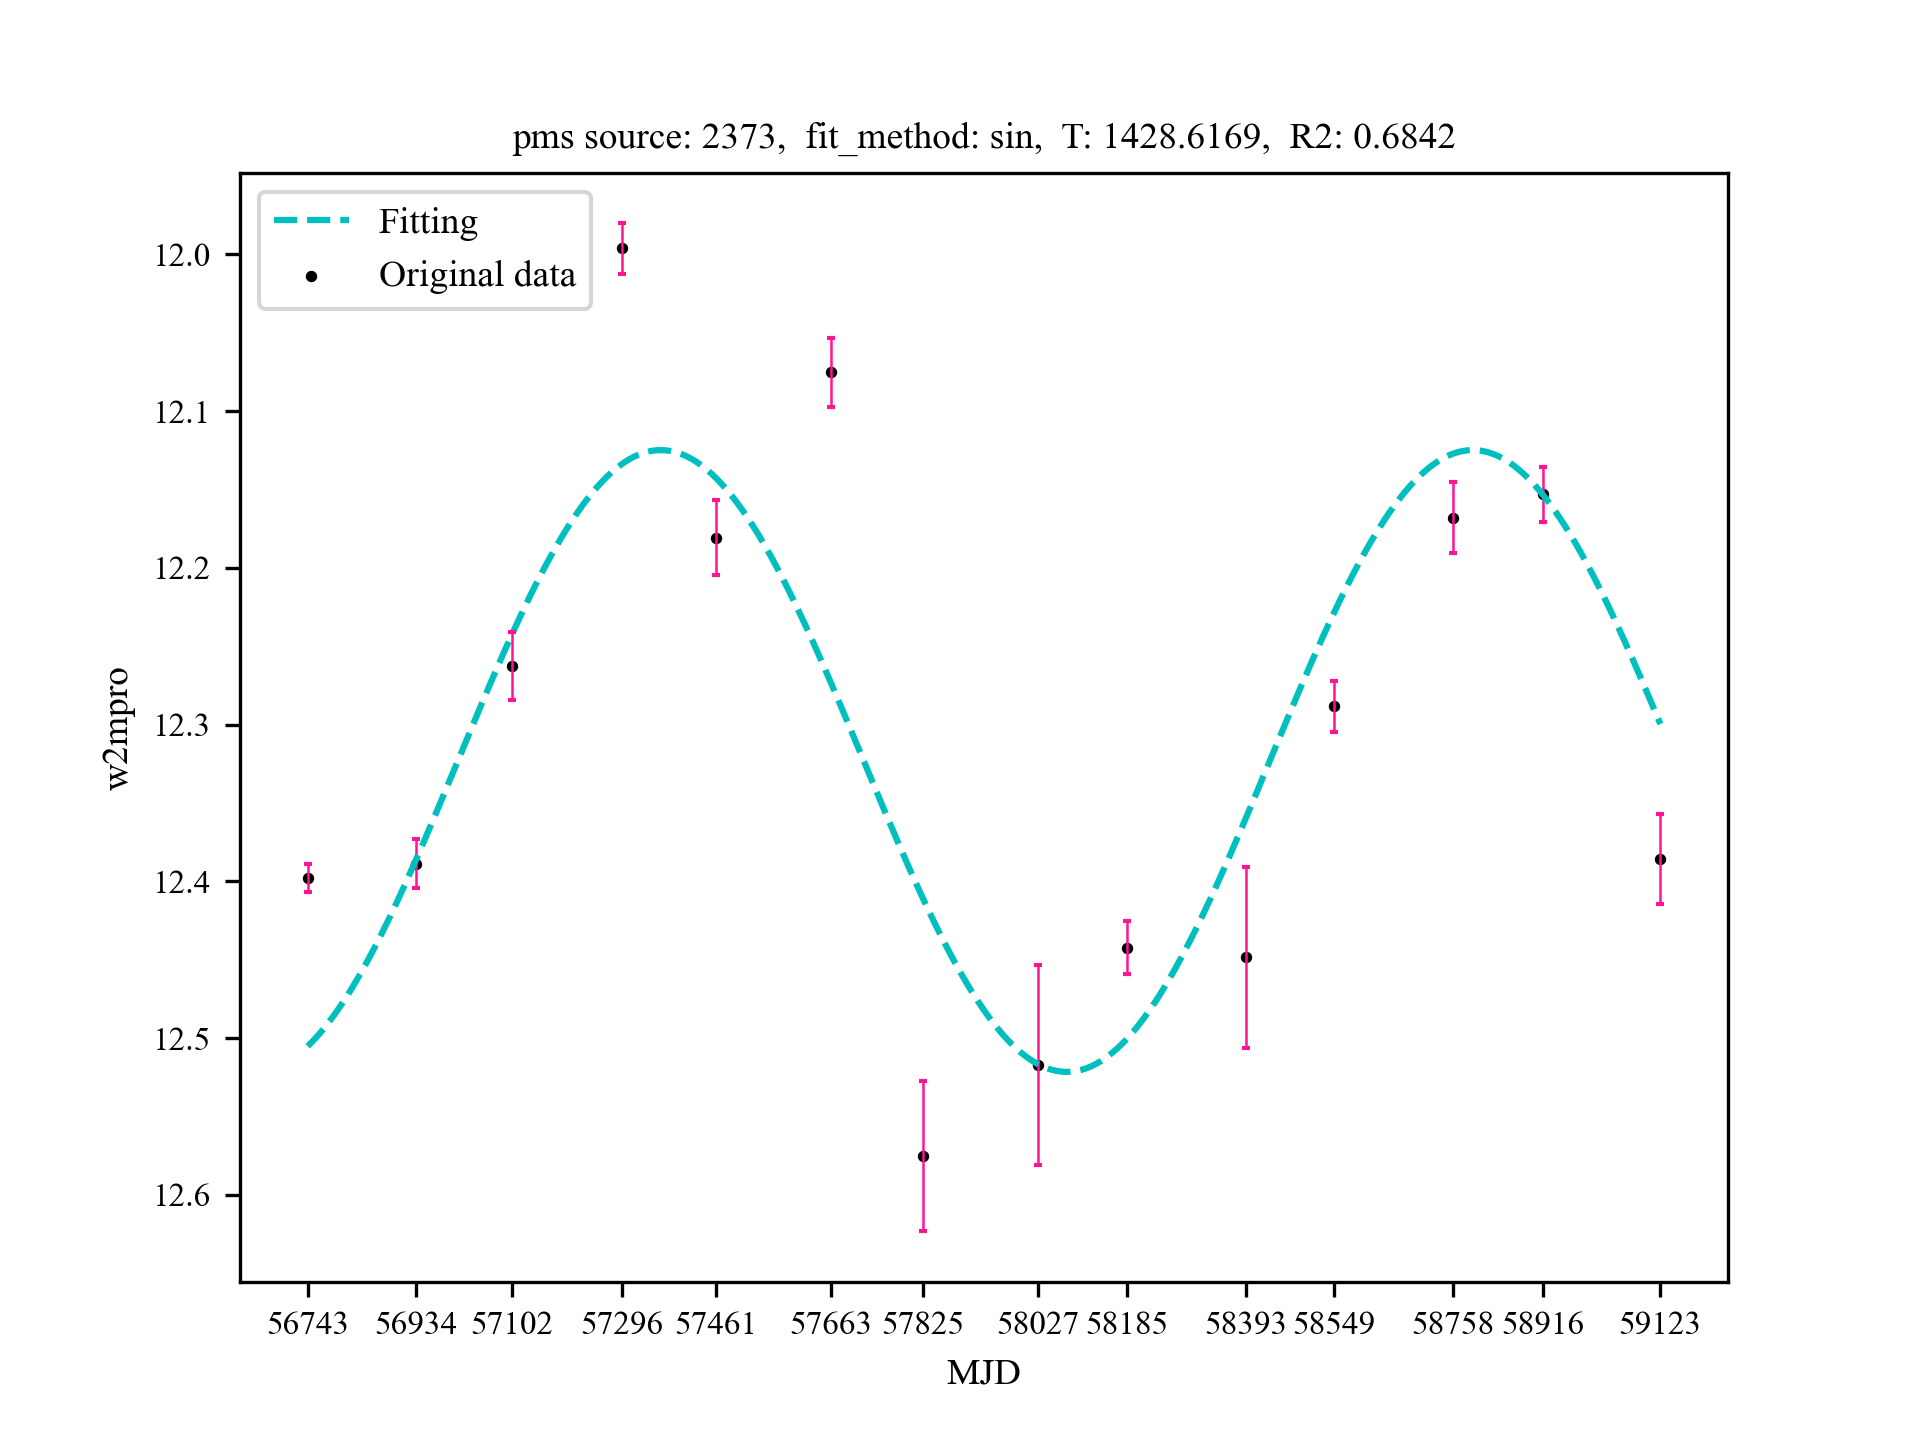 pms source: 2373, fit_method: sin, T: 1428.6169, R2: 0.6842
Fitting
Original data
12.0
12.1
12.2
12.3
12.4
12.5
12.6
w2mpro
56743 56934 57102 57296 57461 57663 57825 58027 58185 58393 58549 58758 58916 59123
MJD